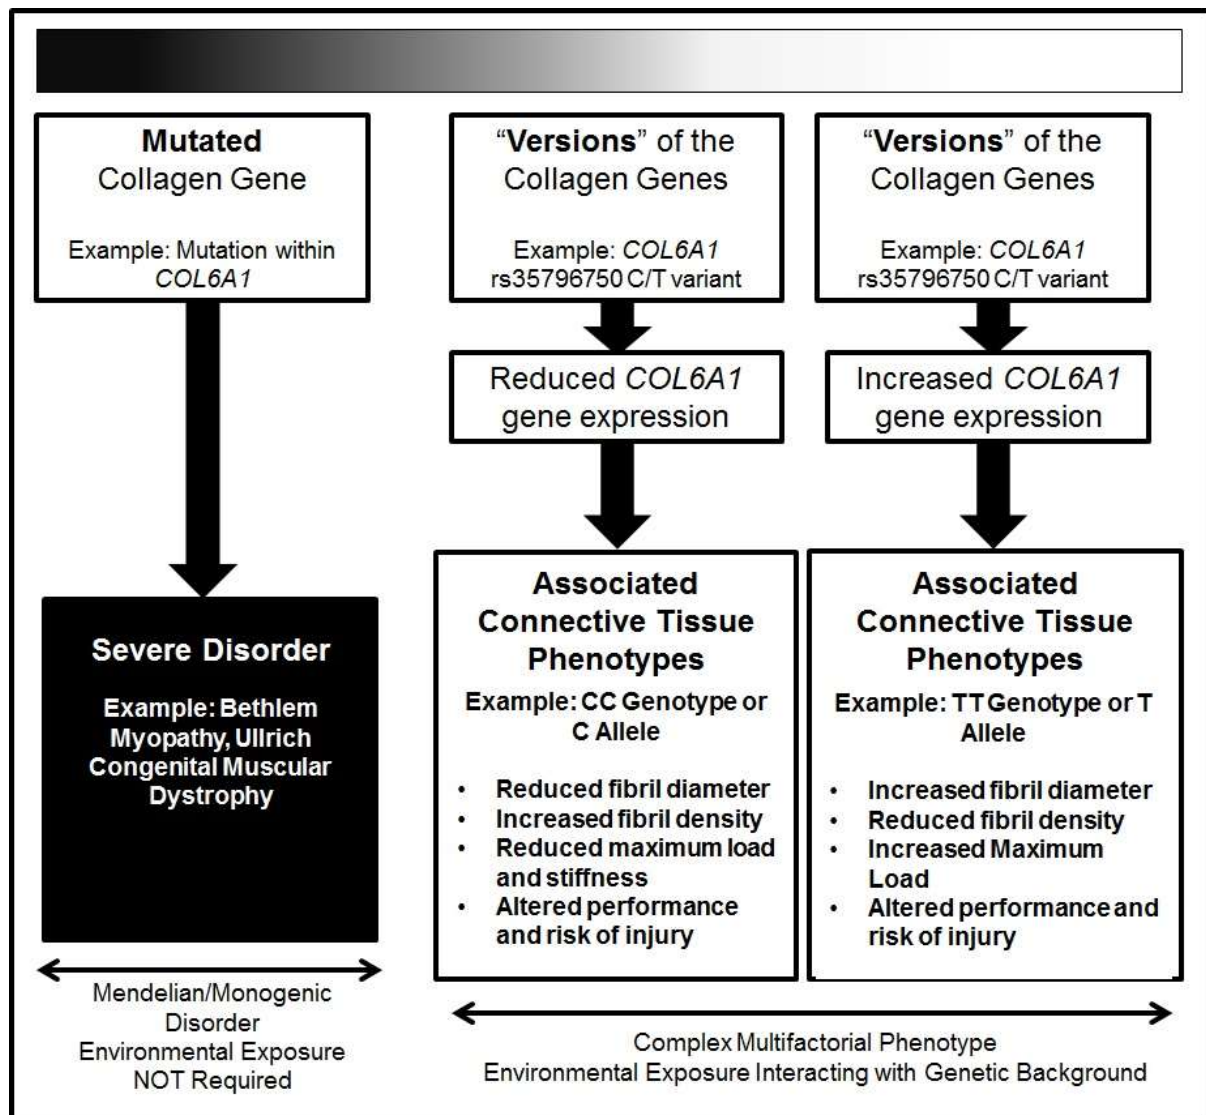 Mutated
Collagen Gene
Example: Mutation within
COL6A1
Severe Disorder
Example: Bethlem
Myopathy, Ullrich
Congenital Muscular
Dystrophy
Mendelian/Monogenic
Disorder
Environmental Exposure
NOT Required
“Versions” of the
Collagen Genes
Example: COL6A1
rs35796750 C/T variant
Reduced COL6A1
gene expression
Associated
Connective Tissue
Phenotypes
Example: CC Genotype or
C Allele
• Reduced fibril diameter
• Increased fibril density
• Reduced maximum load
and stiffness
• Altered performance
and risk of injury
“Versions” of the
Collagen Genes
Example: COL6A1
rs35796750 C/T variant
Increased COL6A1
gene expression
Associated
Connective Tissue
Phenotypes
Example: TT Genotype or T
Allele
• Increased fibril diameter
• Reduced fibril density
• Increased Maximum
Load
• Altered performance and
risk of injury
Complex Multifactorial Phenotype
Environmental Exposure Interacting with Genetic Background